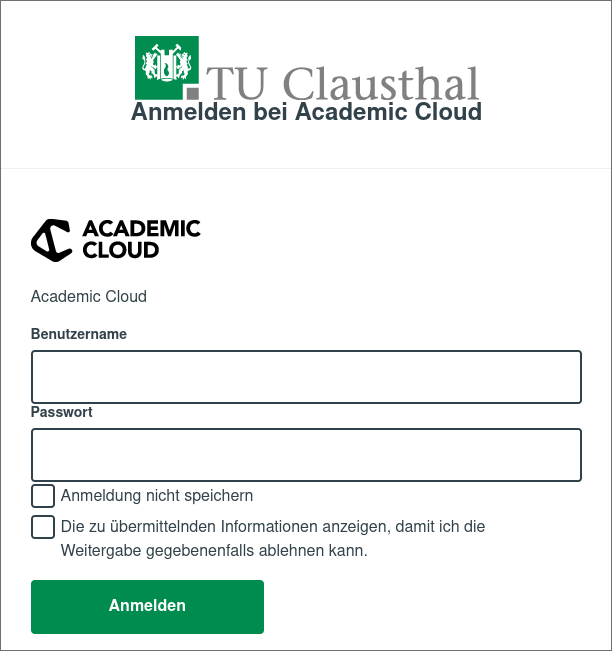 TU Clausthal
Anmelden bei Academic Cloud
ACADEMIC
CLOUD
Academic Cloud
Benutzername
Passwort
Anmeldung nicht speichern
Die zu übermittelnden Informationen anzeigen, damit ich die
Weitergabe gegebenenfalls ablehnen kann.
Anmelden